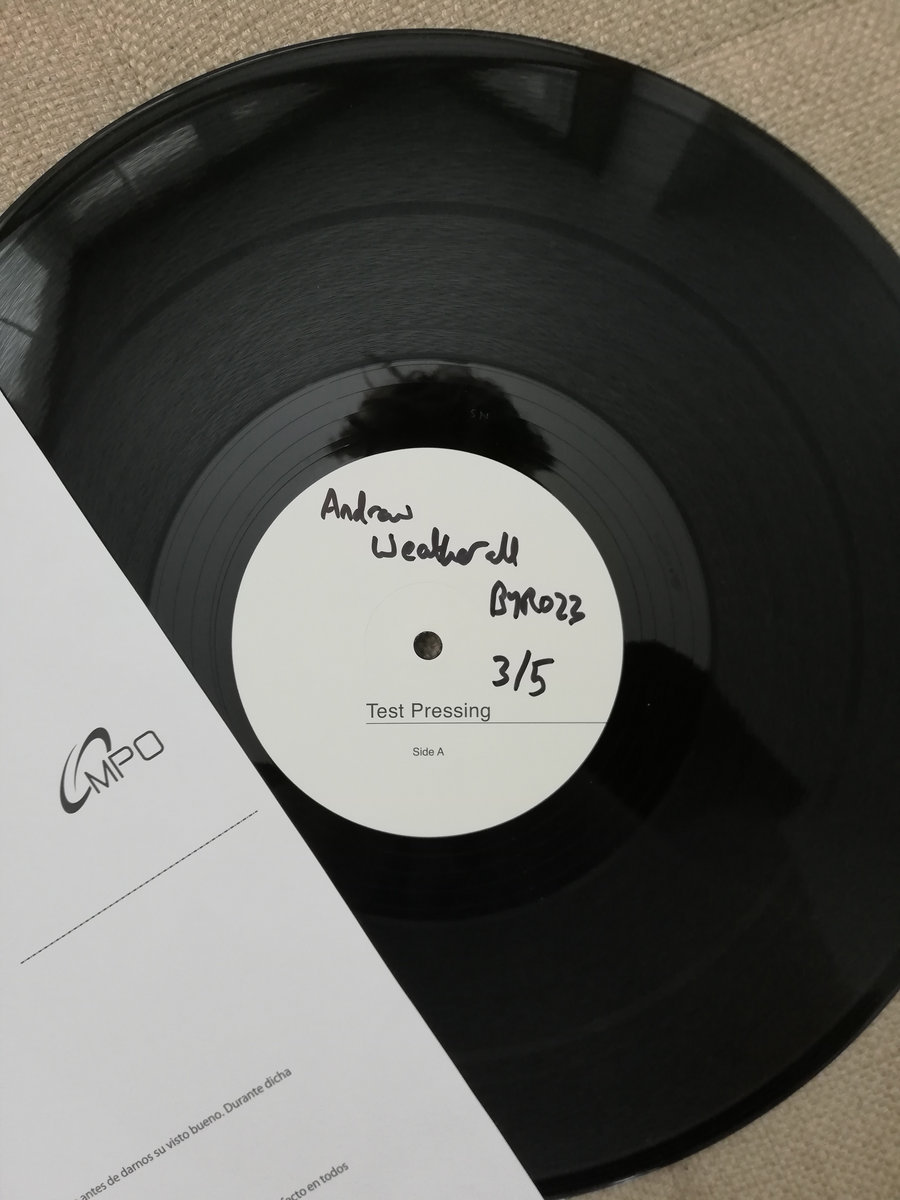 SN
Andrew
Weatherall
BYR023
3/5
Test Pressing
Side A
MPO
antes de darnos su visto bueno. Durante dicha
en todos